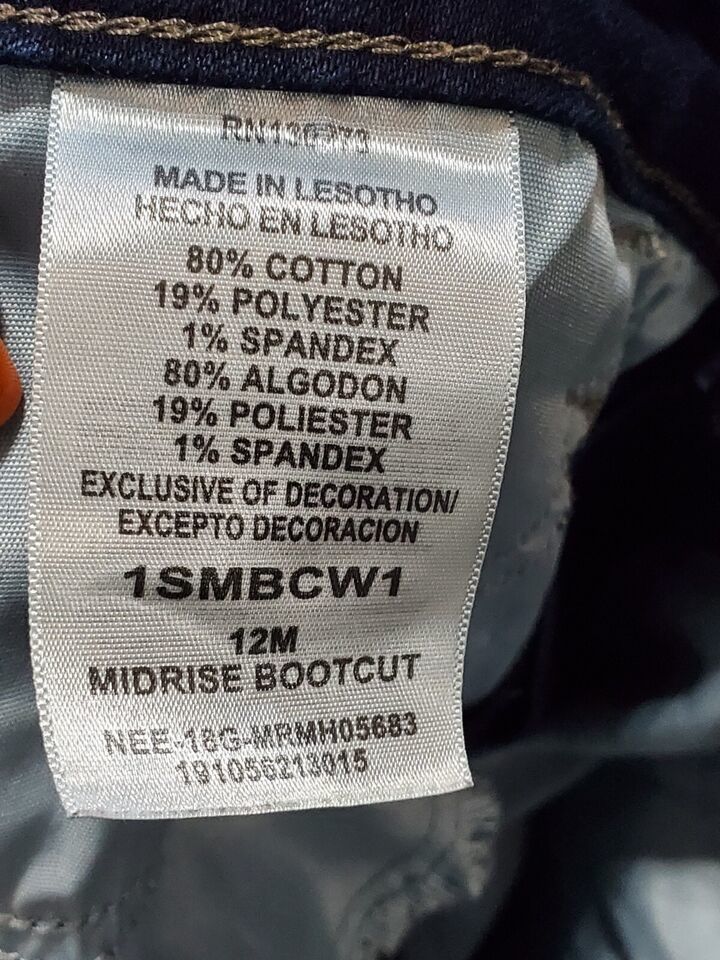 MADE IN LESOTHO
HECHO EN LESOTHO
80% COTTON
19% POLYESTER
1% SPANDEX
80% ALGODON
19% POLIESTER
1% SPANDEX
EXCLUSIVE OF DECORATION/
EXCEPTO DECORACION
1SMBCW1
12M
MIDRISE BOOTCUT
NEE-18G-MRMH05683
191056213015